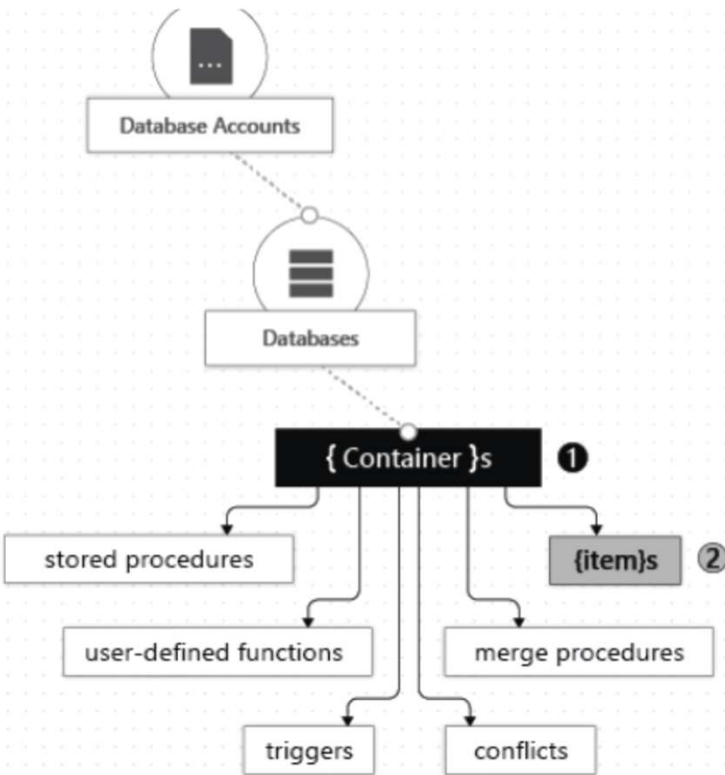 ...
Database Accounts
Databases
{ Container }s 1
stored procedures
{item}s 2
user-defined functions
merge procedures
triggers
conflicts